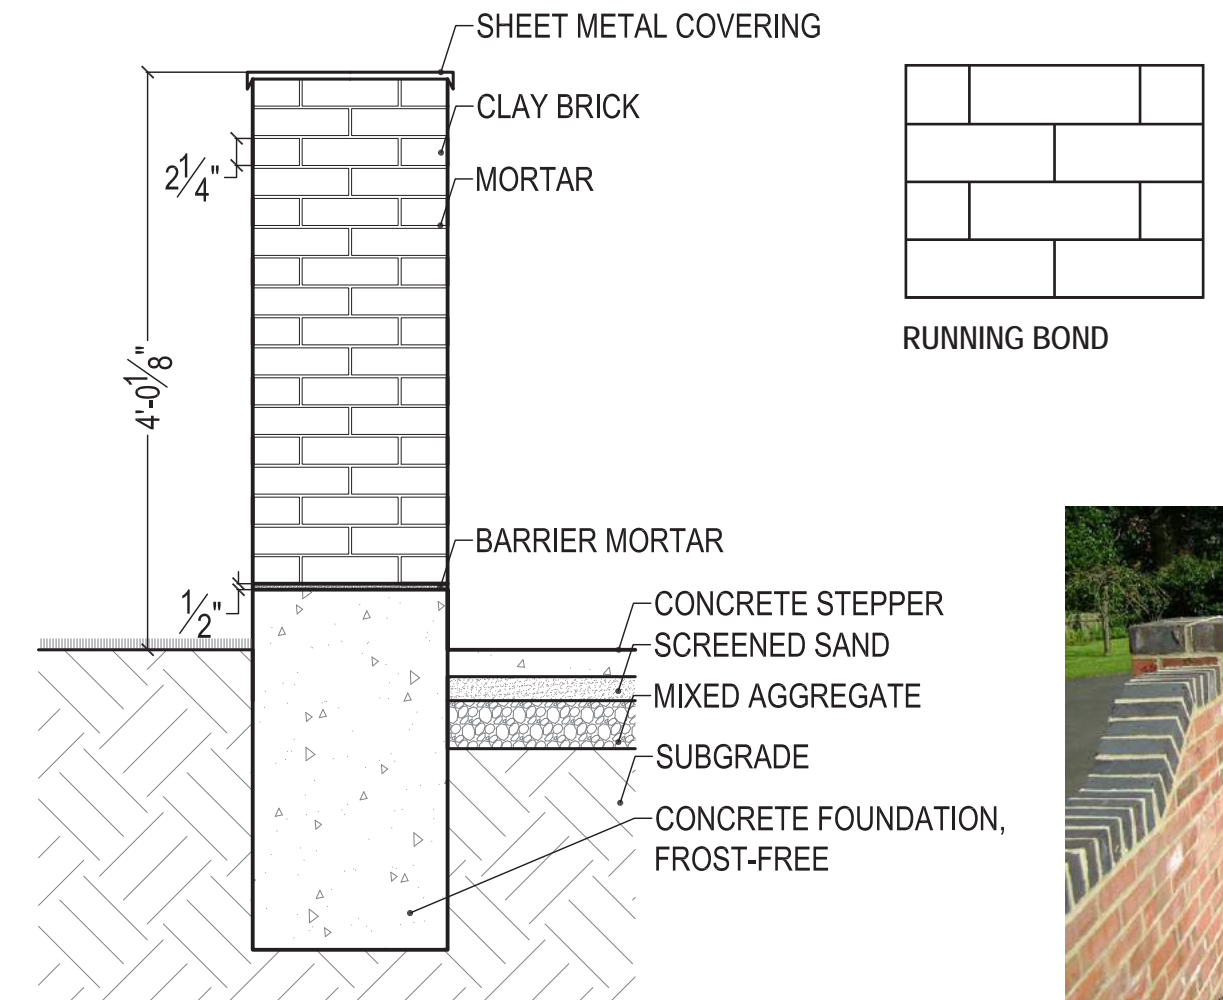 SHEET METAL COVERING
CLAY BRICK
2 1/4"
MORTAR
RUNNING BOND
4'-0 1/8"
BARRIER MORTAR
1/2"
CONCRETE STEPPER
SCREENED SAND
MIXED AGGREGATE
SUBGRADE
CONCRETE FOUNDATION,
FROST-FREE